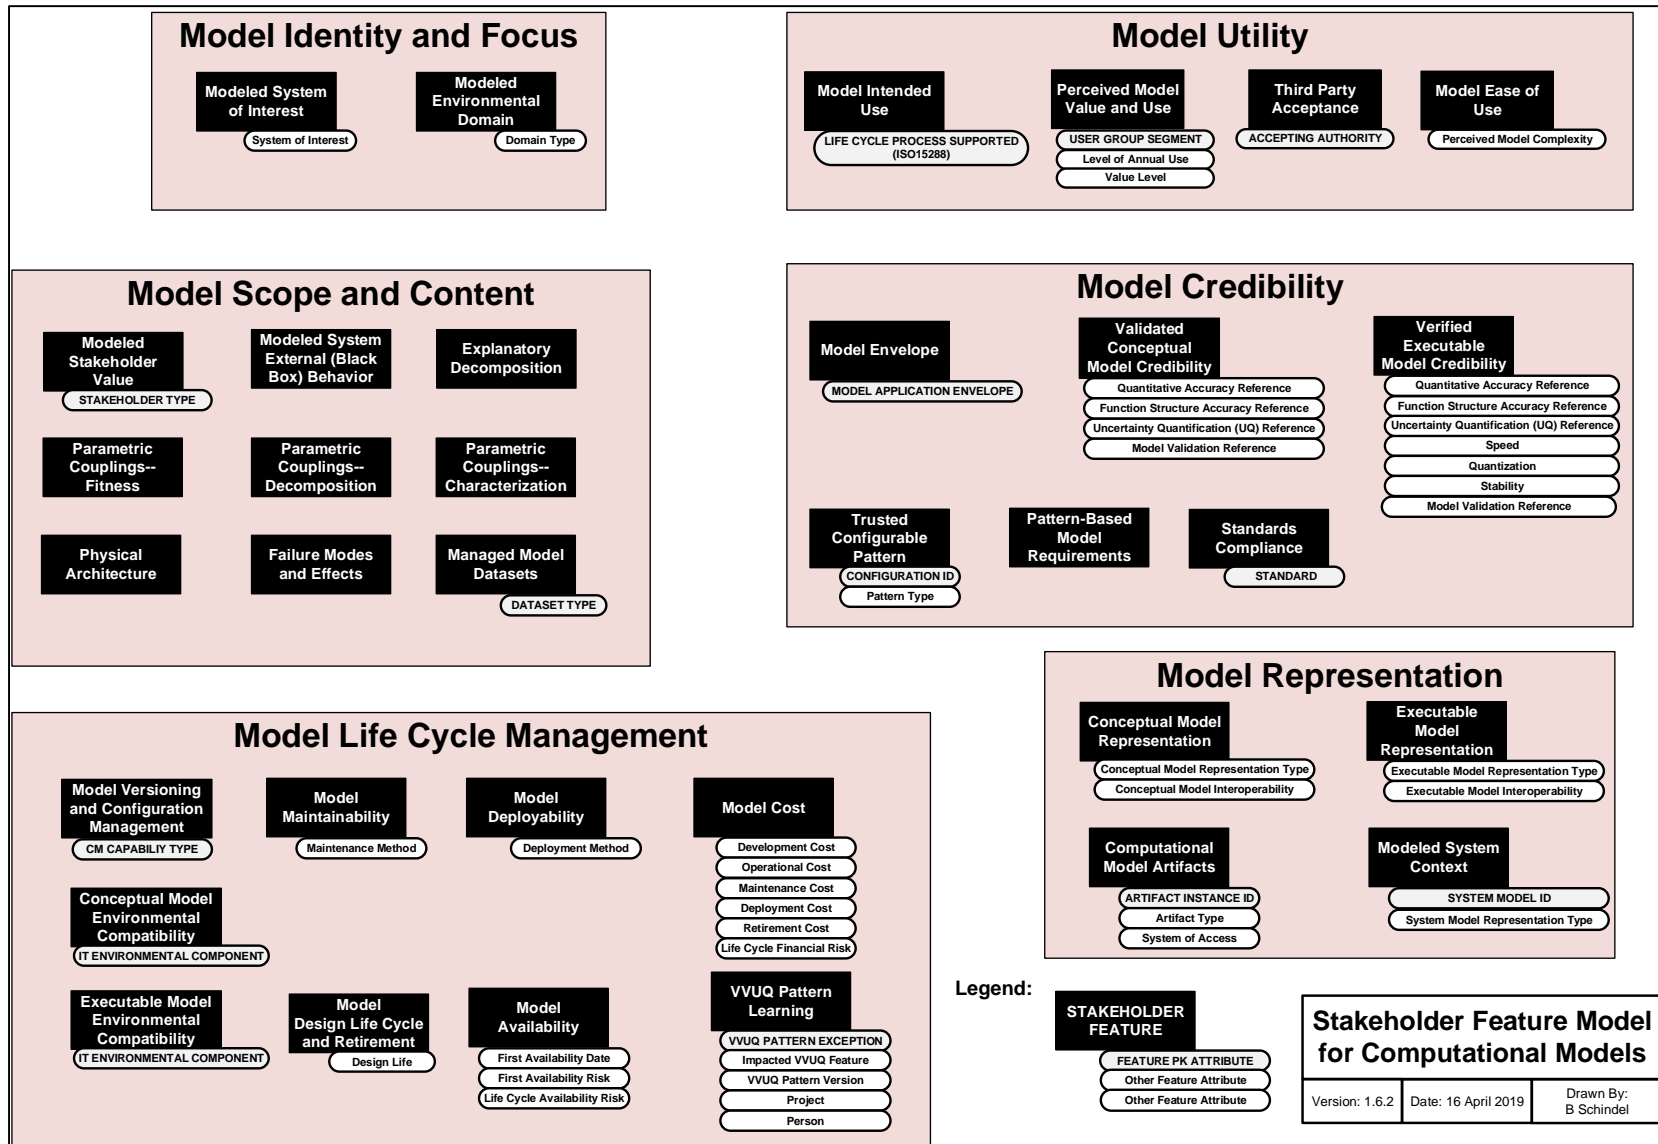 Model Identity and Focus
Modeled System
of Interest
System of Interest
Modeled
Environmental
Domain
Domain Type
Model Utility
Model Intended
Use
LIFE CYCLE PROCESS SUPPORTED
(ISO15288)
Perceived Model
Value and Use
USER GROUP SEGMENT
Level of Annual Use
Value Level
Third Party
Acceptance
ACCEPTING AUTHORITY
Model Ease of
Use
Perceived Model Complexity
Model Scope and Content
Modeled
Stakeholder
Value
STAKEHOLDER TYPE
Modeled System
External (Black
Box) Behavior
Explanatory
Decomposition
Parametric
Couplings--
Fitness
Parametric
Couplings--
Decomposition
Parametric
Couplings--
Characterization
Physical
Architecture
Failure Modes
and Effects
Managed Model
Datasets
DATASET TYPE
Model Credibility
Model Envelope
MODEL APPLICATION ENVELOPE
Validated
Conceptual
Model Credibility
Quantitative Accuracy Reference
Function Structure Accuracy Reference
Uncertainty Quantification (UQ) Reference
Model Validation Reference
Verified
Executable
Model Credibility
Quantitative Accuracy Reference
Function Structure Accuracy Reference
Uncertainty Quantification (UQ) Reference
Speed
Quantization
Stability
Model Validation Reference
Trusted
Configurable
Pattern
CONFIGURATION ID
Pattern Type
Pattern-Based
Model
Requirements
Standards
Compliance
STANDARD
Model Life Cycle Management
Model Versioning
and Configuration
Management
CM CAPABILIY TYPE
Model
Maintainability
Maintenance Method
Model
Deployability
Deployment Method
Model Cost
Development Cost
Operational Cost
Maintenance Cost
Deployment Cost
Retirement Cost
Life Cycle Financial Risk
Conceptual Model
Environmental
Compatibility
IT ENVIRONMENTAL COMPONENT
Executable Model
Environmental
Compatibility
IT ENVIRONMENTAL COMPONENT
Model
Design Life Cycle
and Retirement
Design Life
Model
Availability
First Availability Date
First Availability Risk
Life Cycle Availability Risk
VVUQ Pattern
Learning
VVUQ PATTERN EXCEPTION
Impacted VVUQ Feature
VVUQ Pattern Version
Project
Person
Model Representation
Conceptual Model
Representation
Conceptual Model Representation Type
Conceptual Model Interoperability
Executable
Model
Representation
Executable Model Representation Type
Executable Model Interoperability
Computational
Model Artifacts
ARTIFACT INSTANCE ID
Artifact Type
System of Access
Modeled System
Context
SYSTEM MODEL ID
System Model Representation Type
Legend:
STAKEHOLDER
FEATURE
FEATURE PK ATTRIBUTE
Other Feature Attribute
Other Feature Attribute
Stakeholder Feature Model
for Computational Models
Version: 1.6.2
Date: 16 April 2019
Drawn By:
B Schindel